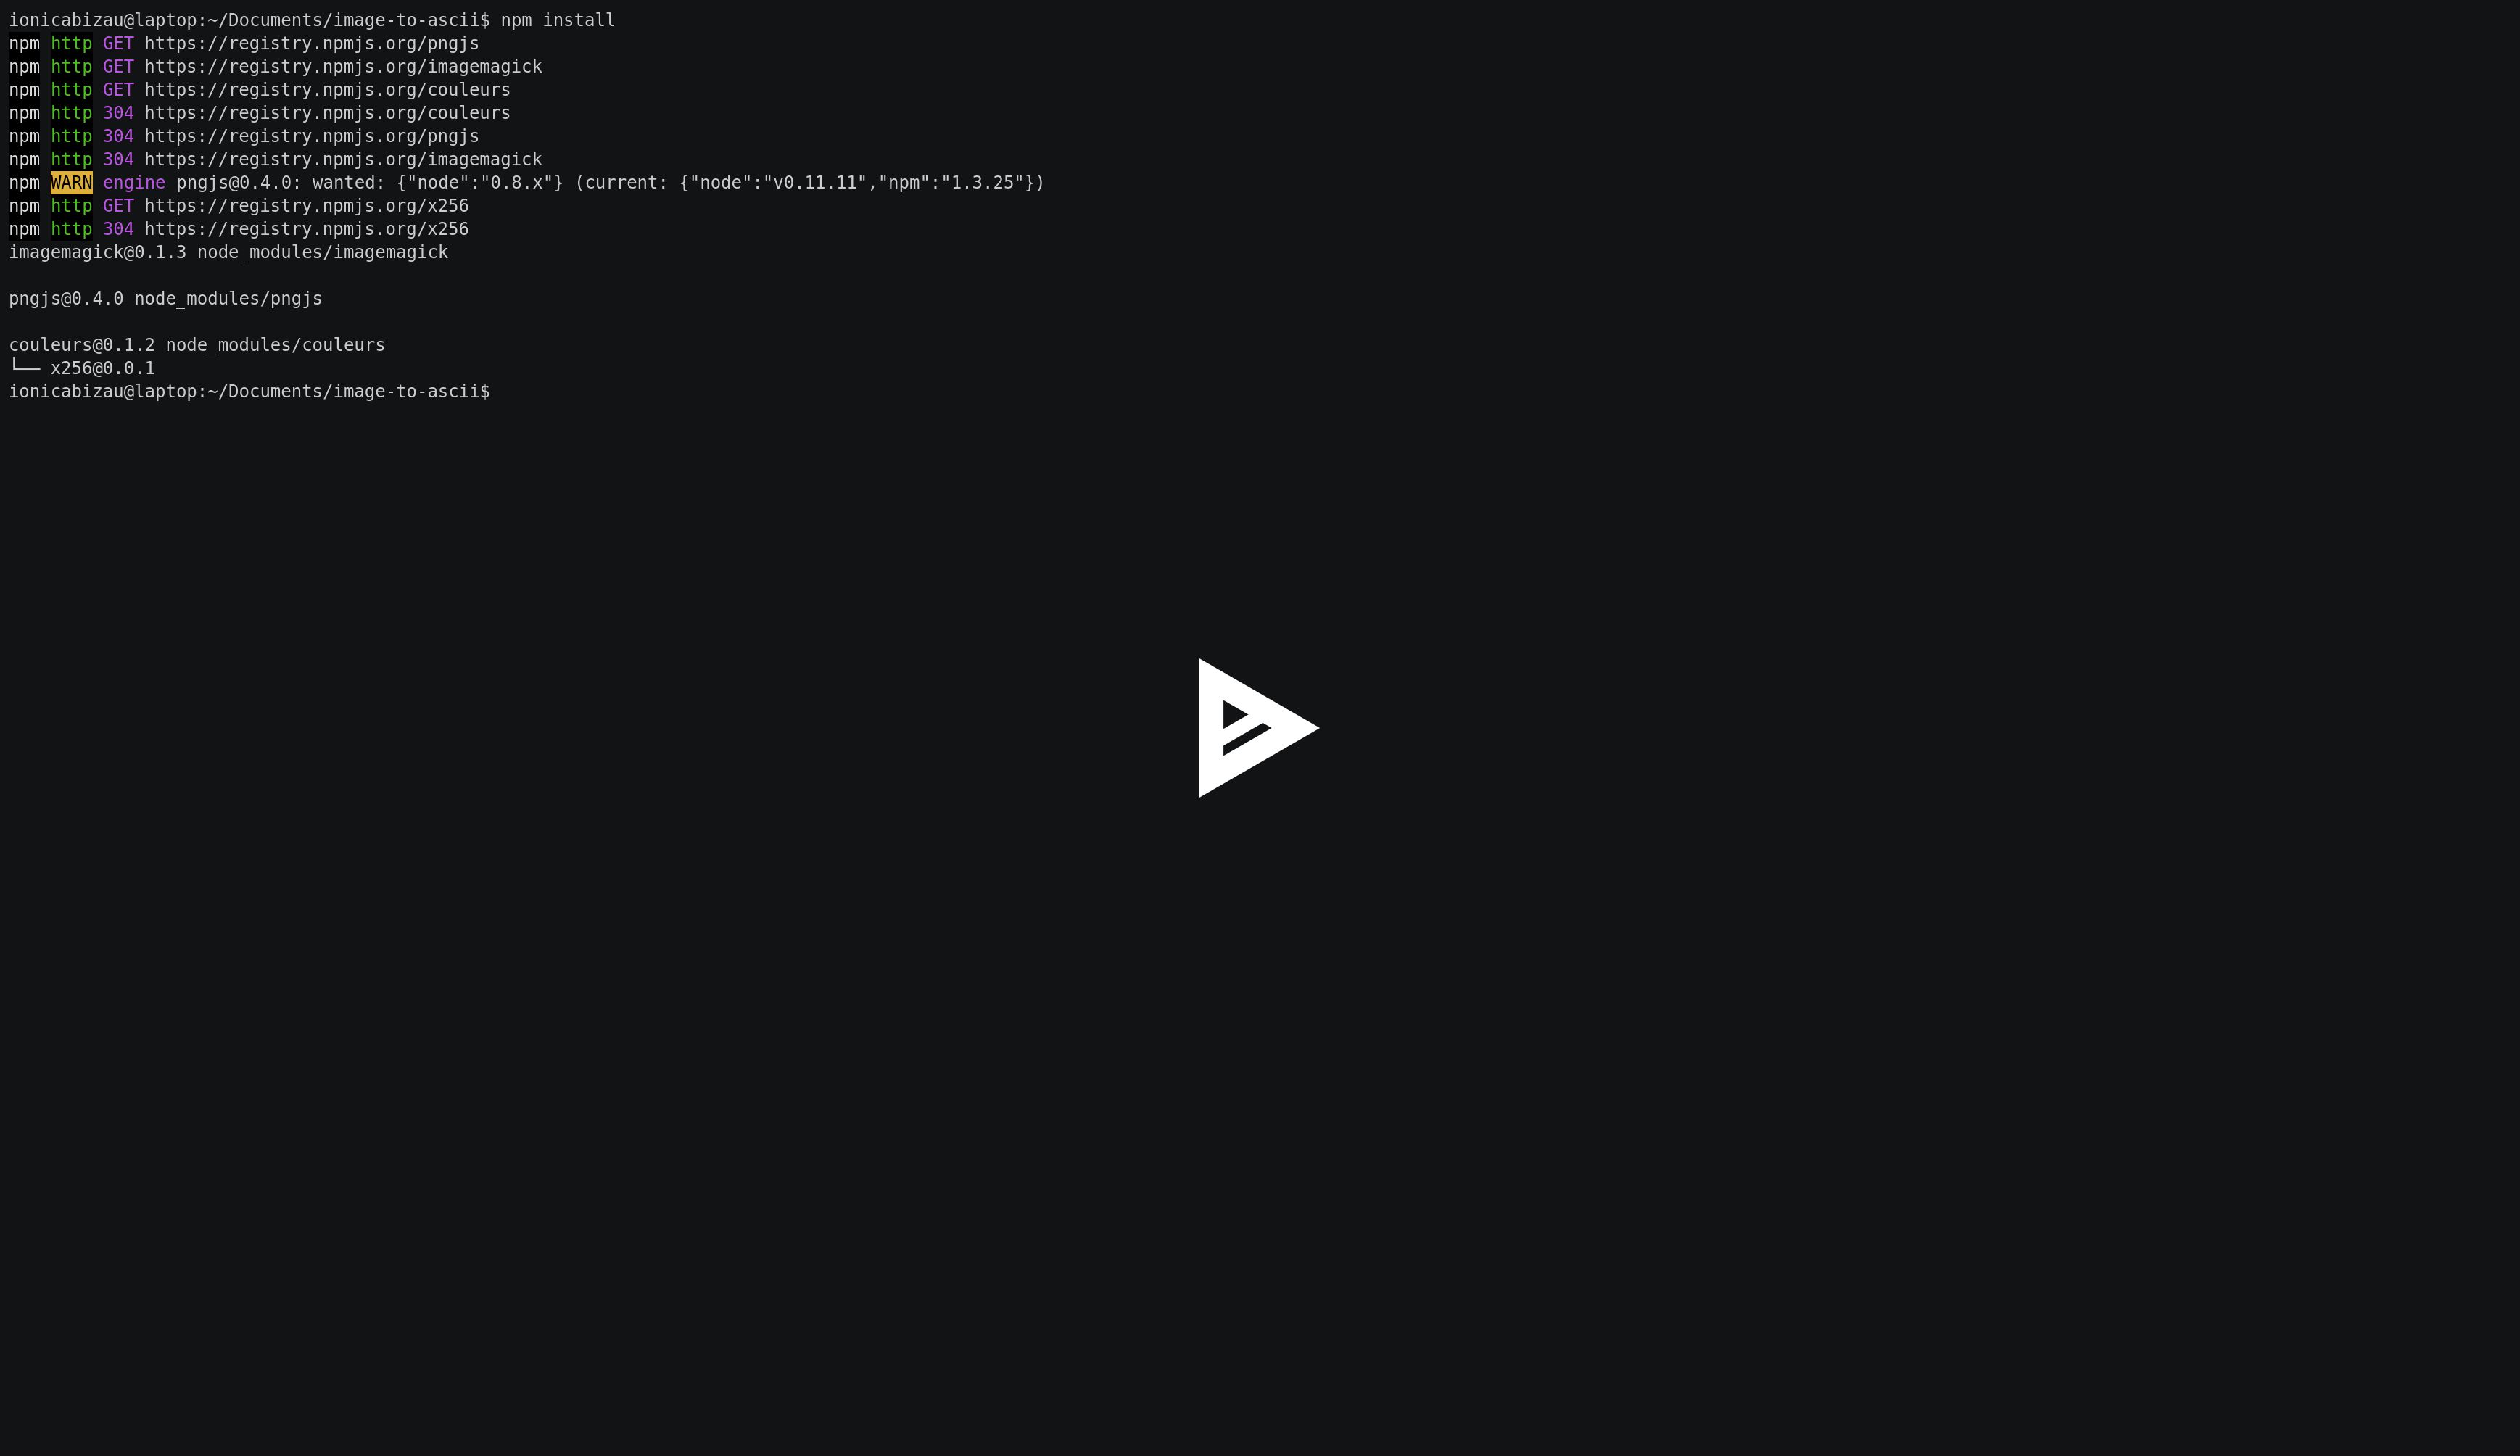 ionicabizau@laptop:~/Documents/image-to-ascii$ npm install
npm http GET https://registry.npmjs.org/pngjs
npm http GET https://registry.npmjs.org/imagemagick
npm http GET https://registry.npmjs.org/couleurs
npm http 304 https://registry.npmjs.org/couleurs
npm http 304 https://registry.npmjs.org/pngjs
npm http 304 https://registry.npmjs.org/imagemagick
npm WARN engine pngjs@0.4.0: wanted: {"node":"0.8.x"} (current: {"node":"v0.11.11","npm":"1.3.25"})
npm http GET https://registry.npmjs.org/x256
npm http 304 https://registry.npmjs.org/x256
imagemagick@0.1.3 node_modules/imagemagick
pngjs@0.4.0 node_modules/pngjs
couleurs@0.1.2 node_modules/couleurs
└── x256@0.0.1
ionicabizau@laptop:~/Documents/image-to-ascii$